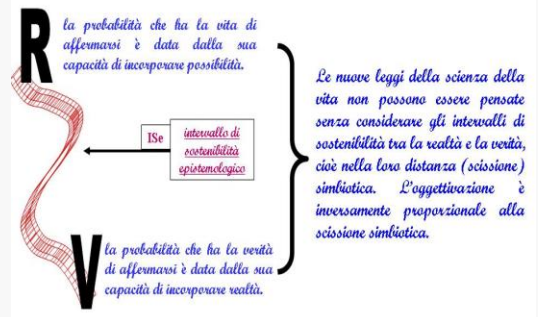 R
la probabilità che ha la vita di
affermarsi è data dalla sua
capacità di incorporare possibilità.
ISe
intervallo di
sostenibilità
epistemologico
V
la probabilità che ha la verità
di affermarsi è data dalla sua
capacità di incorporare realtà.
Le nuove leggi della scienza della
vita non possono essere pensate
senza considerare gli intervalli di
sostenibilità tra la realtà e la verità,
cioè nella loro distanza (scissione)
simbiotica. L'oggettivazione è
inversamente proporzionale alla
scissione simbiotica.